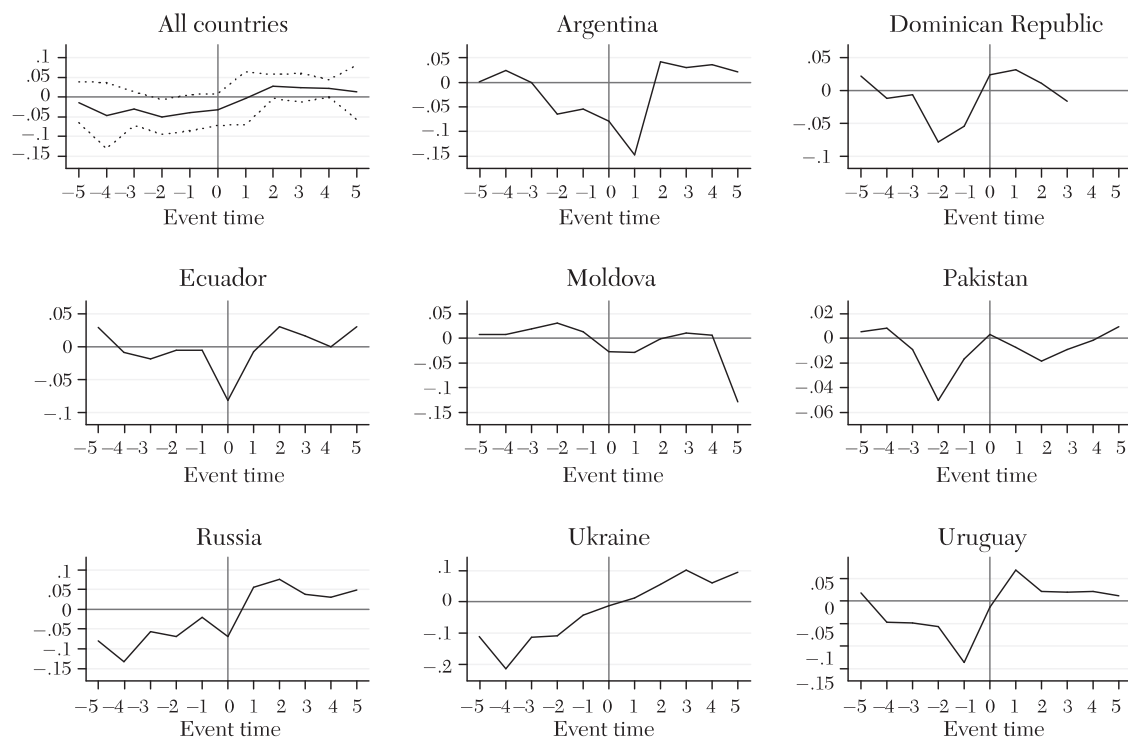 All countries
.1
.05
0
−.05
−.1
−.15
−5 −4 −3 −2 −1 0 1 2 3 4 5
Event time
Argentina
.05
0
−.05
−.1
−.15
−5 −4 −3 −2 −1 0 1 2 3 4 5
Event time
Dominican Republic
.05
0
−.05
−.1
−5 −4 −3 −2 −1 0 1 2 3 4 5
Event time
Ecuador
.05
0
−.05
−.1
−5 −4 −3 −2 −1 0 1 2 3 4 5
Event time
Moldova
.05
0
−.05
−.1
−.15
−5 −4 −3 −2 −1 0 1 2 3 4 5
Event time
Pakistan
.02
0
−.02
−.04
−.06
−5 −4 −3 −2 −1 0 1 2 3 4 5
Event time
Russia
.1
.05
0
−.05
−.1
−.15
−5 −4 −3 −2 −1 0 1 2 3 4 5
Event time
Ukraine
.1
0
−.1
−.2
−5 −4 −3 −2 −1 0 1 2 3 4 5
Event time
Uruguay
.05
0
−.05
−.1
−.15
−5 −4 −3 −2 −1 0 1 2 3 4 5
Event time